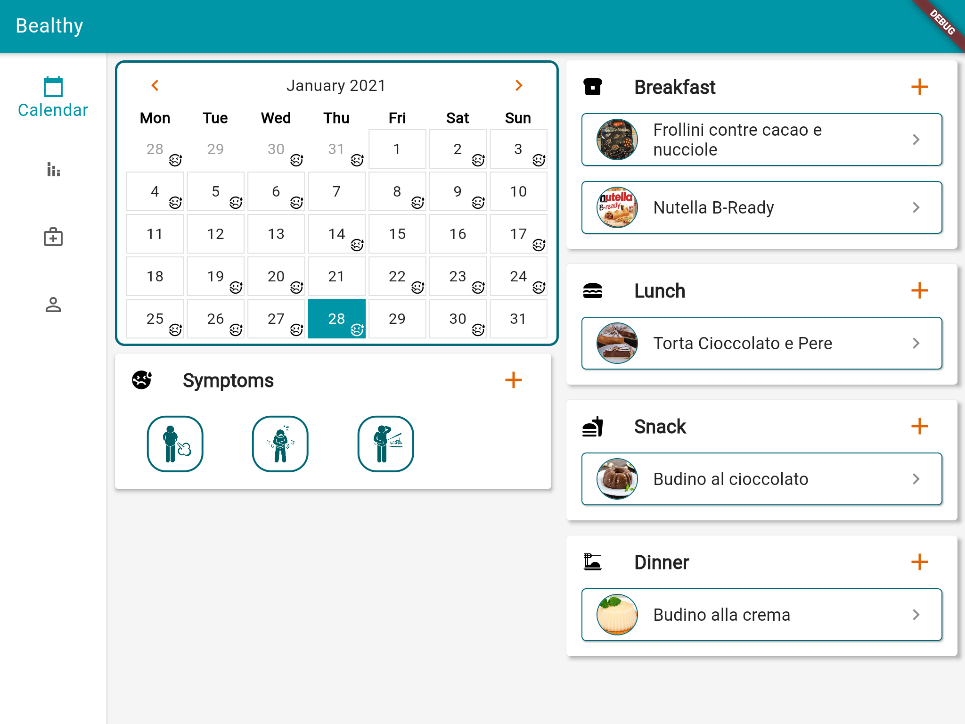 Bealthy
DEBUG
Calendar
January 2021
Mon Tue Wed Thu Fri Sat Sun
28 29 30 31 1 2 3
4 5 6 7 8 9 10
11 12 13 14 15 16 17
18 19 20 21 22 23 24
25 26 27 28 29 30 31
Symptoms
Breakfast
Frollini contre cacao e
nucciole
nutella
B-ready
Nutella B-Ready
Lunch
Torta Cioccolato e Pere
Snack
Budino al cioccolato
Dinner
Budino alla crema